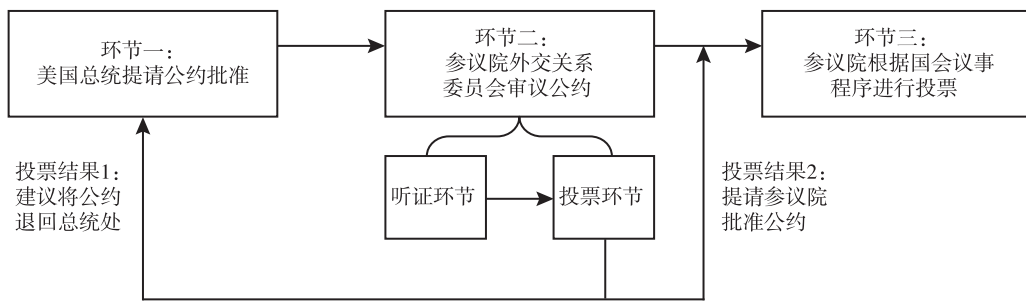 环节一：
美国总统提请公约批准
环节二：
参议院外交关系
委员会审议公约
环节三：
参议院根据国会议事
程序进行投票
投票结果1：
建议将公约
退回总统处
听证环节
投票环节
投票结果2：
提请参议院
批准公约